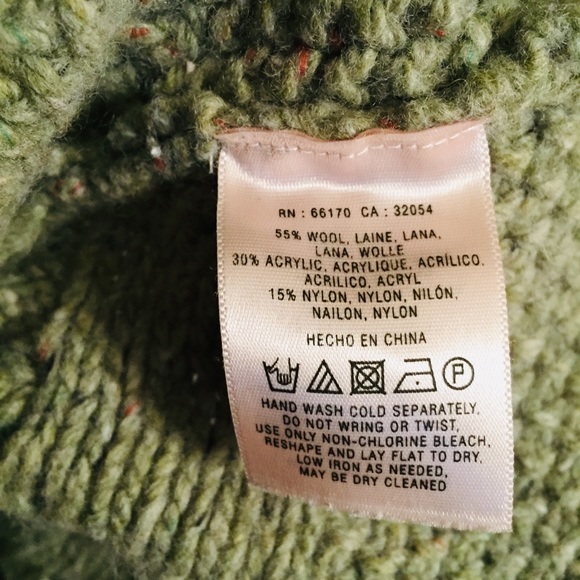 RN : 66170 CA : 32054
55% WOOL, LAINE, LANA,
LANA, WOLLE
30% ACRYLIC, ACRYLIQUE, ACRÍLICO.
ACRILICO, ACRYL
15% NYLON, NYLON, NILÓN,
NAILON, NYLON
HECHO EN CHINA
P
HAND WASH COLD SEPARATELY,
DO NOT WRING OR TWIST,
USE ONLY NON-CHLORINE BLEACH,
RESHAPE AND LAY FLAT TO DRY,
LOW IRON AS NEEDED,
MAY BE DRY CLEANED